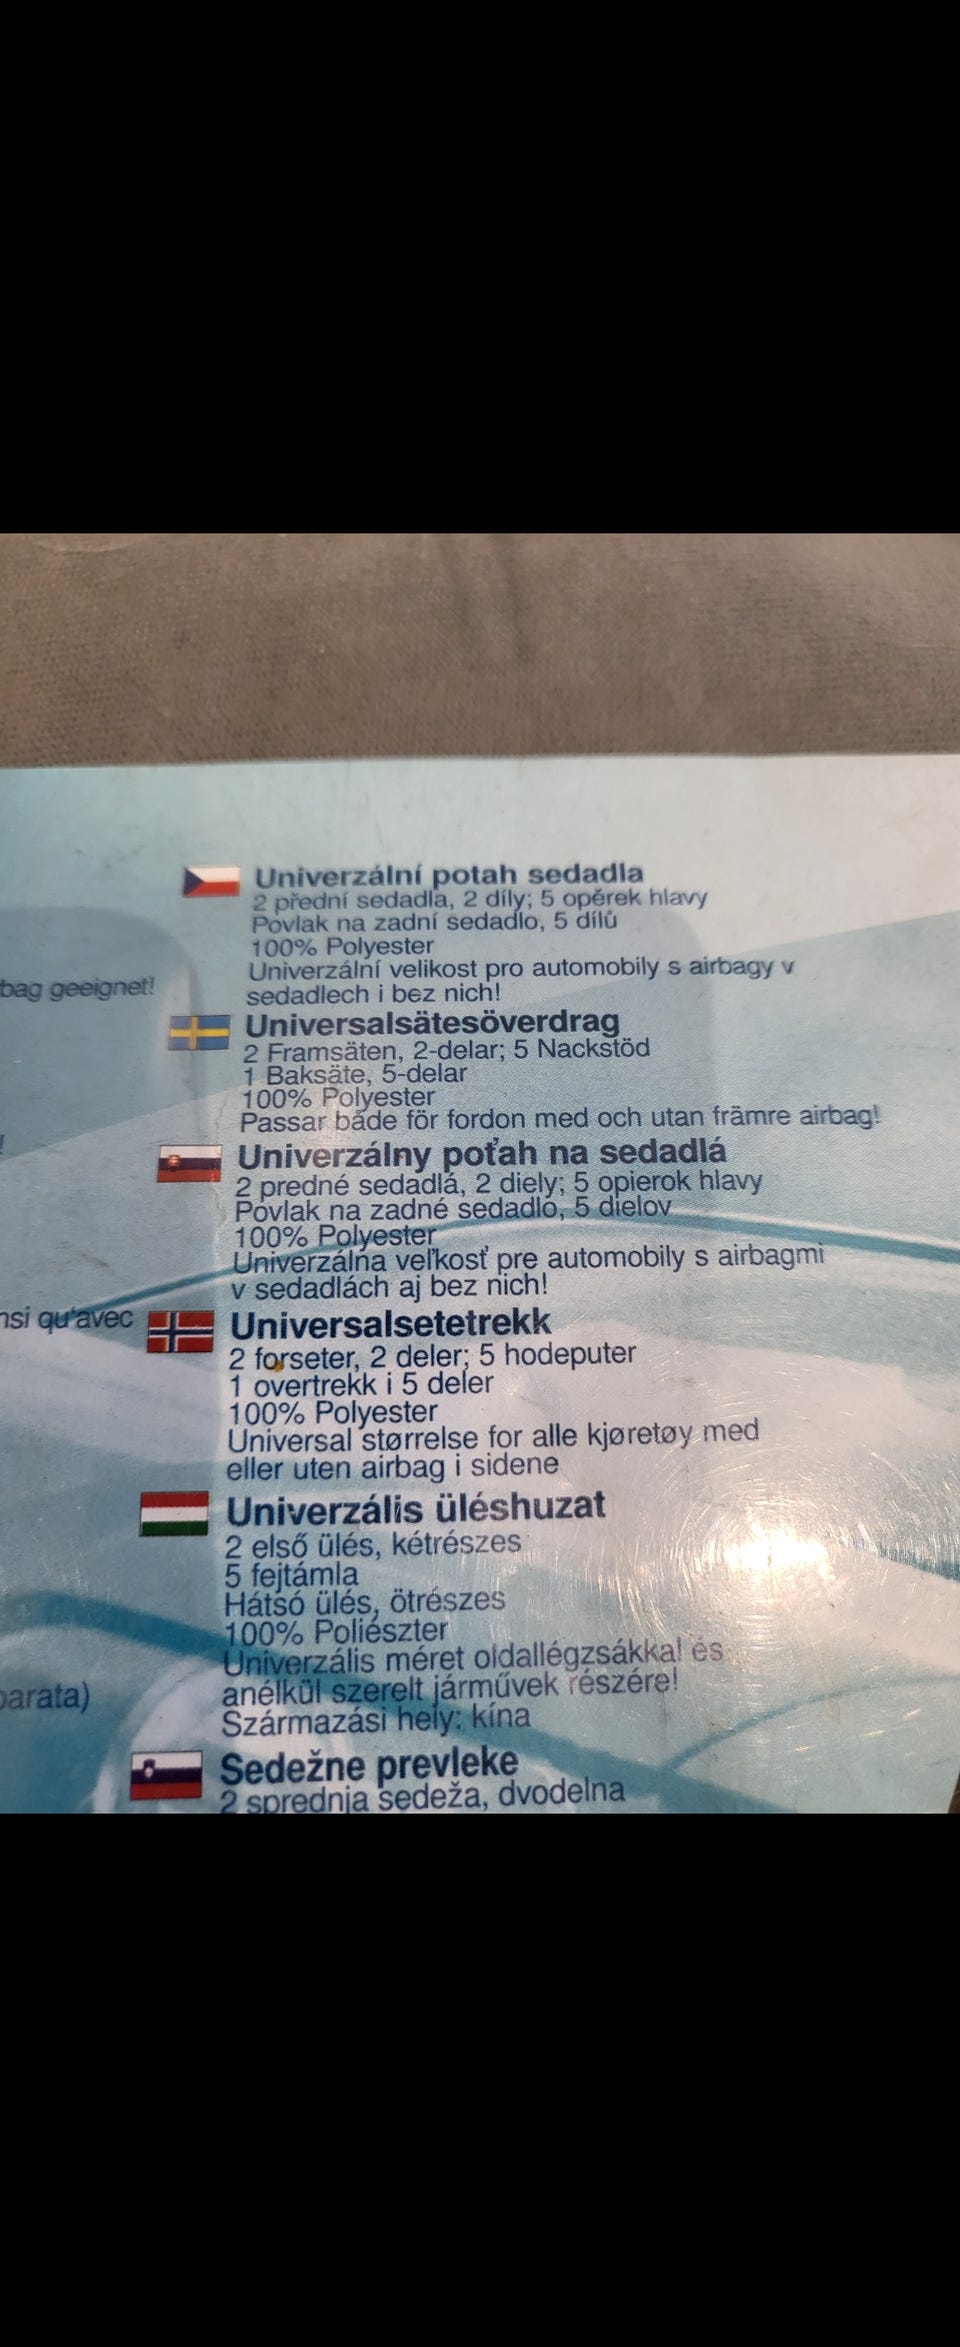 bag geeignet!
nsi qu'avec
parata)
Univerzální potah sedadla
2 přední sedadla, 2 díly; 5 opěrek hlavy
Povlak na zadní sedadlo, 5 dílů
100% Polyester
Univerzální velikost pro automobily s airbagy v
sedadlech i bez nich!
Universalsätesöverdrag
2 Framsäten, 2-delar; 5 Nackstöd
1 Baksäte, 5-delar
100% Polyester
Passar både för fordon med och utan främre airbag!
Univerzálny poťah na sedadlá
2 predné sedadlá, 2 diely; 5 opierok hlavy
Povlak na zadné sedadlo, 5 dielov
100% Polyester
Univerzálna veľkosť pre automobily s airbagmi
v sedadlách aj bez nich!
Universalsetetrekk
2 forseter, 2 deler; 5 hodeputer
1 overtrekk i 5 deler
100% Polyester
Universal størrelse for alle kjøretøy med
eller uten airbag i sidene
Univerzális üléshuzat
2 első ülés, kétrészes
5 fejtámla
Hátsó ülés, ötrészes
100% Poliészter
Univerzális méret oldallégzsákkal és
anélkül szerelt járművek részére!
Származási hely: kína
Sedežne prevleke
2 sprednja sedeža, dvodelna